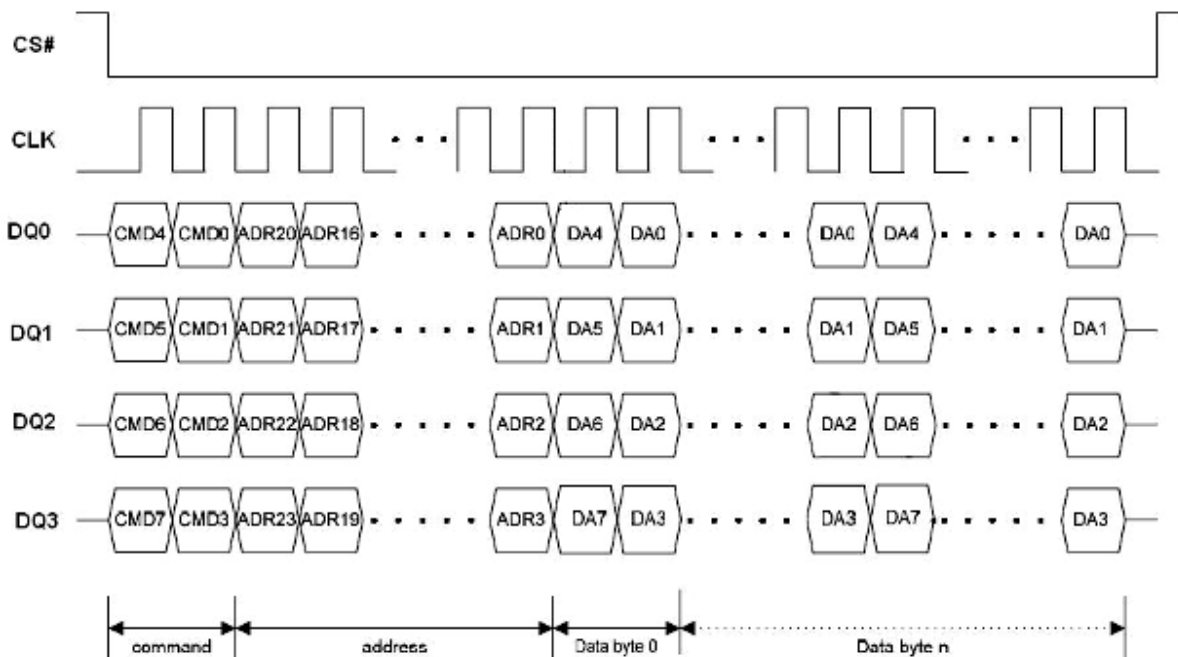 CS#
CLK
DQ0 CMD4 CMD0 ADR20 ADR16 ADR0 DA4 DA0 DA0 DA4 DA0
DQ1 CMD5 CMD1 ADR21 ADR17 ADR1 DA5 DA1 DA1 DA5 DA1
DQ2 CMD6 CMD2 ADR22 ADR18 ADR2 DA6 DA2 DA2 DA6 DA2
DQ3 CMD7 CMD3 ADR23 ADR19 ADR3 DA7 DA3 DA3 DA7 DA3
command address Data byte 0 Data byte n